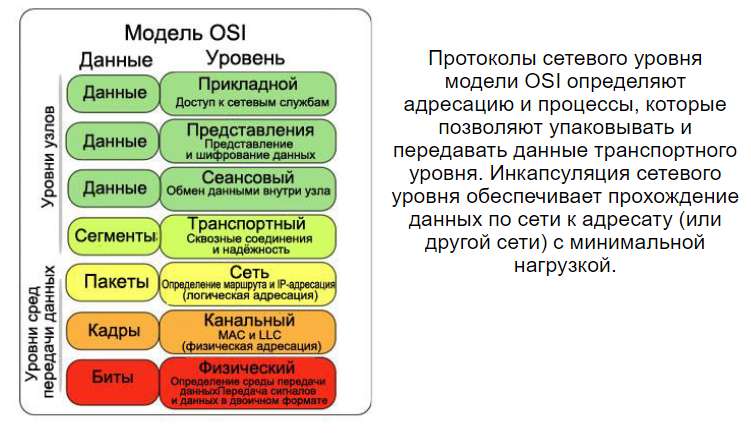 Модель OSI
Данные Уровень
Уровни узлов
Данные
Прикладной
Доступ к сетевым службам
Данные
Представления
Представление
и шифрование данных
Данные
Сеансовый
Обмен данными внутри узла
Сегменты
Транспортный
Сквозные соединения
и надёжность
Уровни сред
передачи данных
Пакеты
Сеть
Определение маршрута и IP-адресация
(логическая адресация)
Кадры
Канальный
MAC и LLC
(физическая адресация)
Биты
Физический
Определение среды передачи
данныхПередача сигналов
и данных в двоичном формате
Протоколы сетевого уровня
модели OSI определяют
адресацию и процессы, которые
позволяют упаковывать и
передавать данные транспортного
уровня. Инкапсуляция сетевого
уровня обеспечивает прохождение
данных по сети к адресату (или
другой сети) с минимальной
нагрузкой.